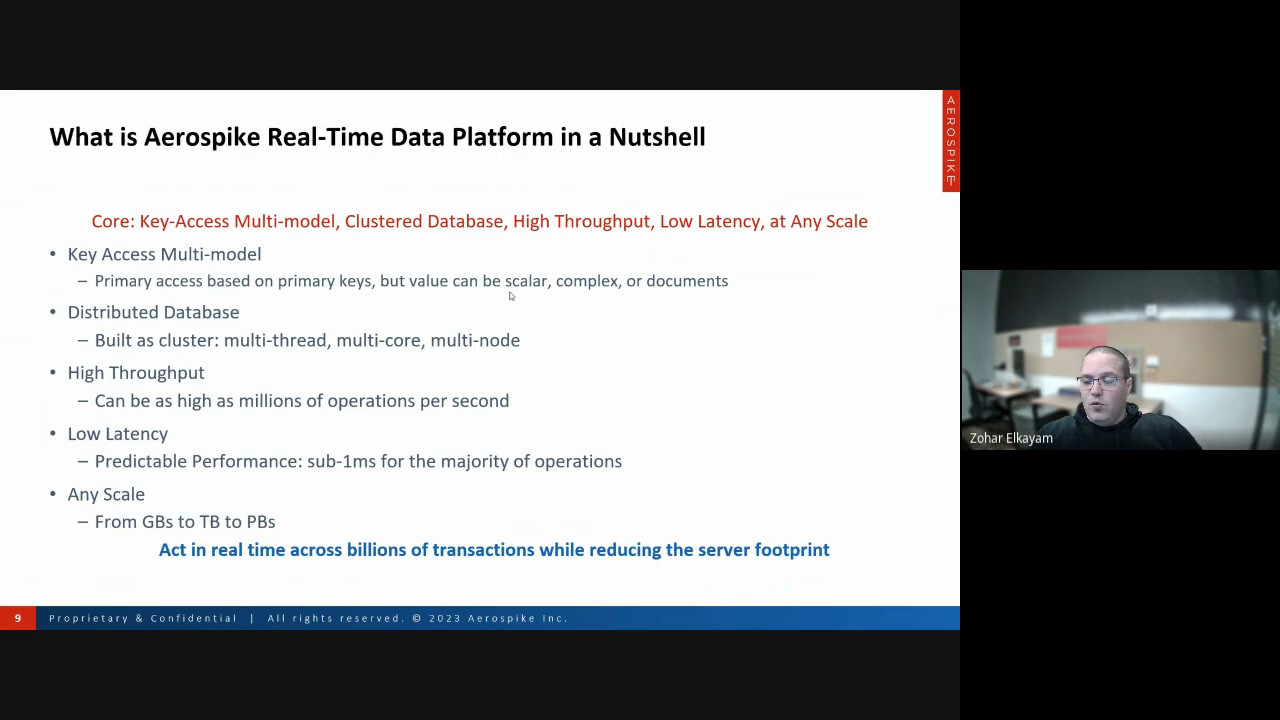 What is Aerospike Real-Time Data Platform in a Nutshell
AEROSPIKE
Core: Key-Access Multi-model, Clustered Database, High Throughput, Low Latency, at Any Scale
• Key Access Multi-model
– Primary access based on primary keys, but value can be scalar, complex, or documents
• Distributed Database
– Built as cluster: multi-thread, multi-core, multi-node
• High Throughput
– Can be as high as millions of operations per second
• Low Latency
– Predictable Performance: sub-1ms for the majority of operations
• Any Scale
– From GBs to TB to PBs
Act in real time across billions of transactions while reducing the server footprint
9 Proprietary & Confidential | All rights reserved. © 2023 Aerospike Inc.
Zohar Elkayam